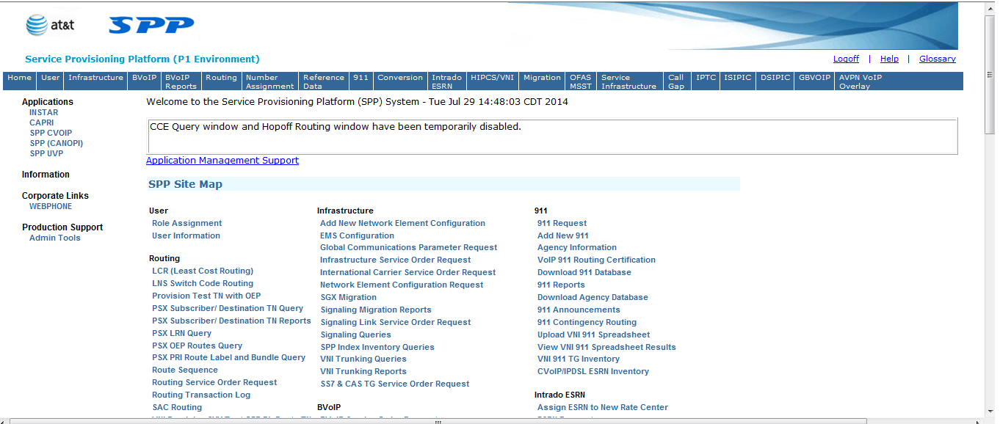 at&t SPP
Service Provisioning Platform (P1 Environment)
Logoff | Help | Glossary
Home User Infrastructure BVoIP BVoIP Reports Routing Number Assignment Reference Data 911 Conversion Intrado ESRN HIPCS/VNI Migration OFAS MSST Service Infrastructure Call Gap IPTC ISIPIC DSIPIC GBVOIP AVPN VoIP Overlay
Applications
INSTAR
CAPRI
SPP CVOIP
SPP (CANOPI)
SPP UVP
Information
Corporate Links
WEBPHONE
Production Support
Admin Tools
Welcome to the Service Provisioning Platform (SPP) System - Tue Jul 29 14:48:03 CDT 2014
CCE Query window and Hopoff Routing window have been temporarily disabled.
Application Management Support
SPP Site Map
User
Role Assignment
User Information
Routing
LCR (Least Cost Routing)
LNS Switch Code Routing
Provision Test TN with OEP
PSX Subscriber/ Destination TN Query
PSX Subscriber/ Destination TN Reports
PSX LRN Query
PSX OEP Routes Query
PSX PRI Route Label and Bundle Query
Route Sequence
Routing Service Order Request
Routing Transaction Log
SAC Routing
Infrastructure
Add New Network Element Configuration
EMS Configuration
Global Communications Parameter Request
Infrastructure Service Order Request
International Carrier Service Order Request
Network Element Configuration Request
SGX Migration
Signaling Migration Reports
Signaling Link Service Order Request
Signaling Queries
SPP Index Inventory Queries
VNI Trunking Queries
VNI Trunking Reports
SS7 & CAS TG Service Order Request
BVoIP
911
911 Request
Add New 911
Agency Information
VoIP 911 Routing Certification
Download 911 Database
911 Reports
Download Agency Database
911 Announcements
911 Contingency Routing
Upload VNI 911 Spreadsheet
View VNI 911 Spreadsheet Results
VNI 911 TG Inventory
CVoIP/IPDSL ESRN Inventory
Intrado ESRN
Assign ESRN to New Rate Center